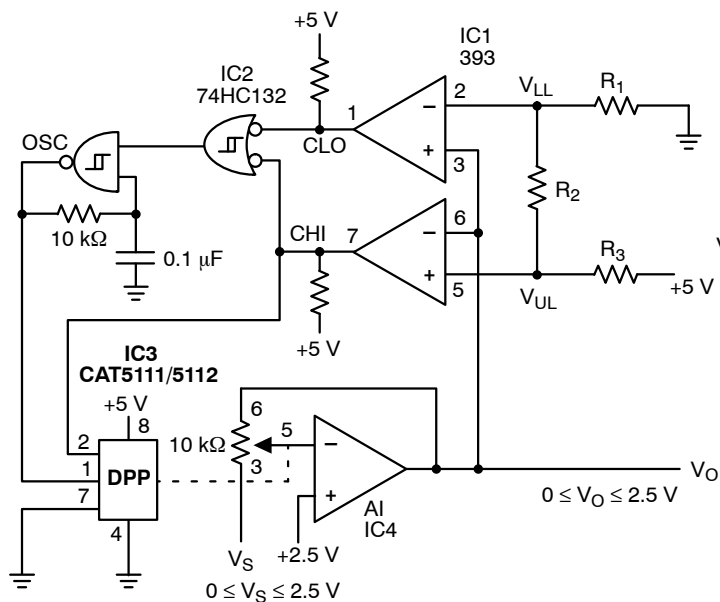 +5 V
IC1
393
IC2
74HC132
OSC
2
VLL
R1
1
−
CLO
+
3
R2
10 kΩ
0.1 μF
CHI
7
−
6
R3
V
+
5
VUL
+5 V
+5 V
IC3
CAT5111/5112
+5 V
8
2
1
7
DPP
4
6
10 kΩ
5
3
−
+
AI
IC4
VO
0 ≤ VO ≤ 2.5 V
VS
+2.5 V
0 ≤ VS ≤ 2.5 V